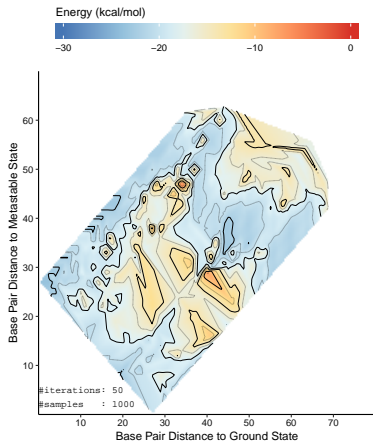 Energy (kcal/mol)
−30 −20 −10 0
Base Pair Distance to Metastable State
60
50
40
30
20
10
#iterations: 50
#samples : 1000
10 20 30 40 50 60 70
Base Pair Distance to Ground State